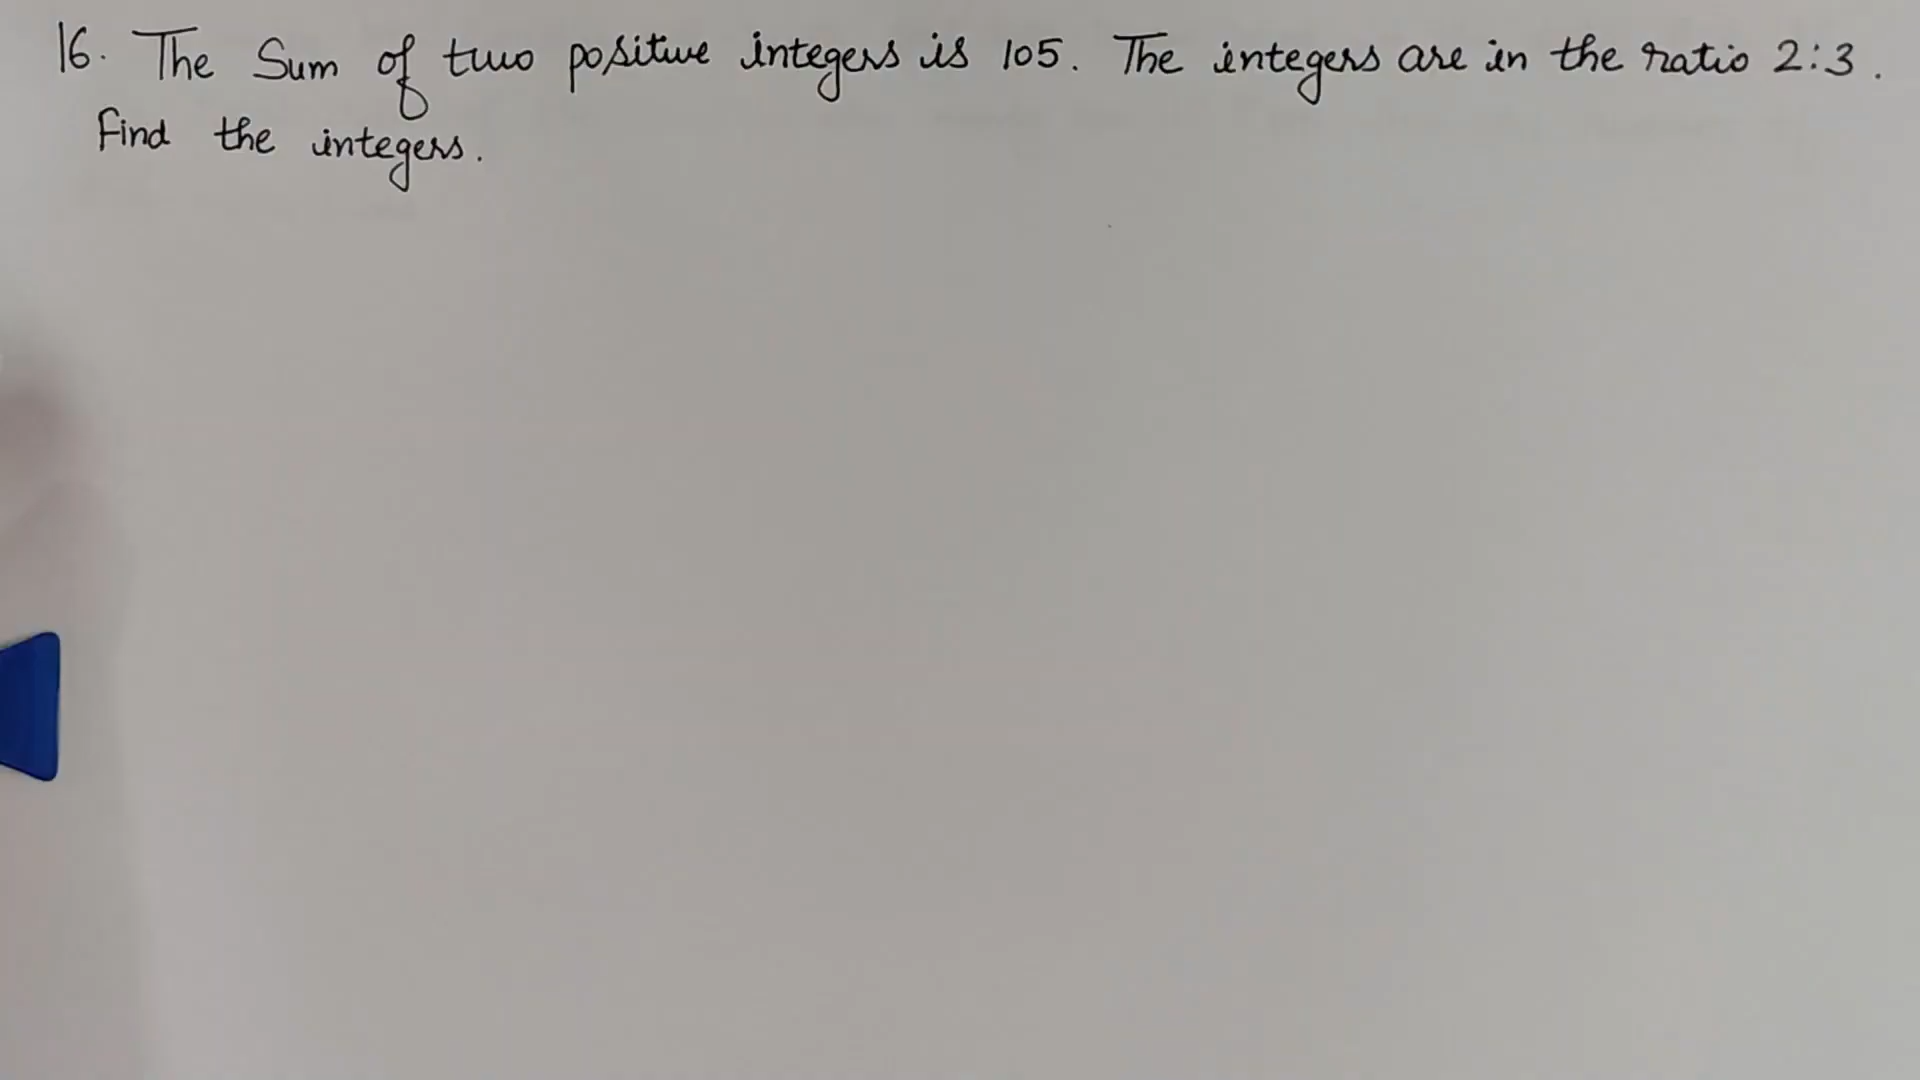 16. The Sum of two positive integers is 105. The integers are in the ratio 2:3.
Find the integers.